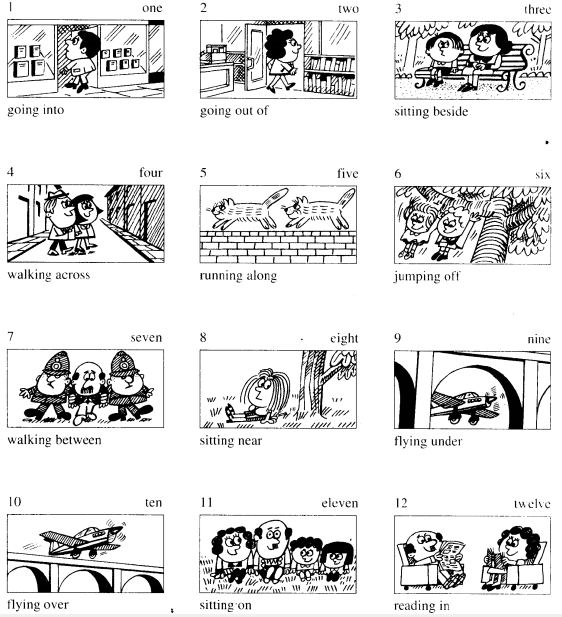 1 one
2 two
3 three
going into
going out of
sitting beside
4 four
5 five
6 six
walking across
running along
jumping off
7 seven
8 eight
9 nine
walking between
sitting near
flying under
10 ten
11 eleven
12 twelve
flying over
sitting on
reading in